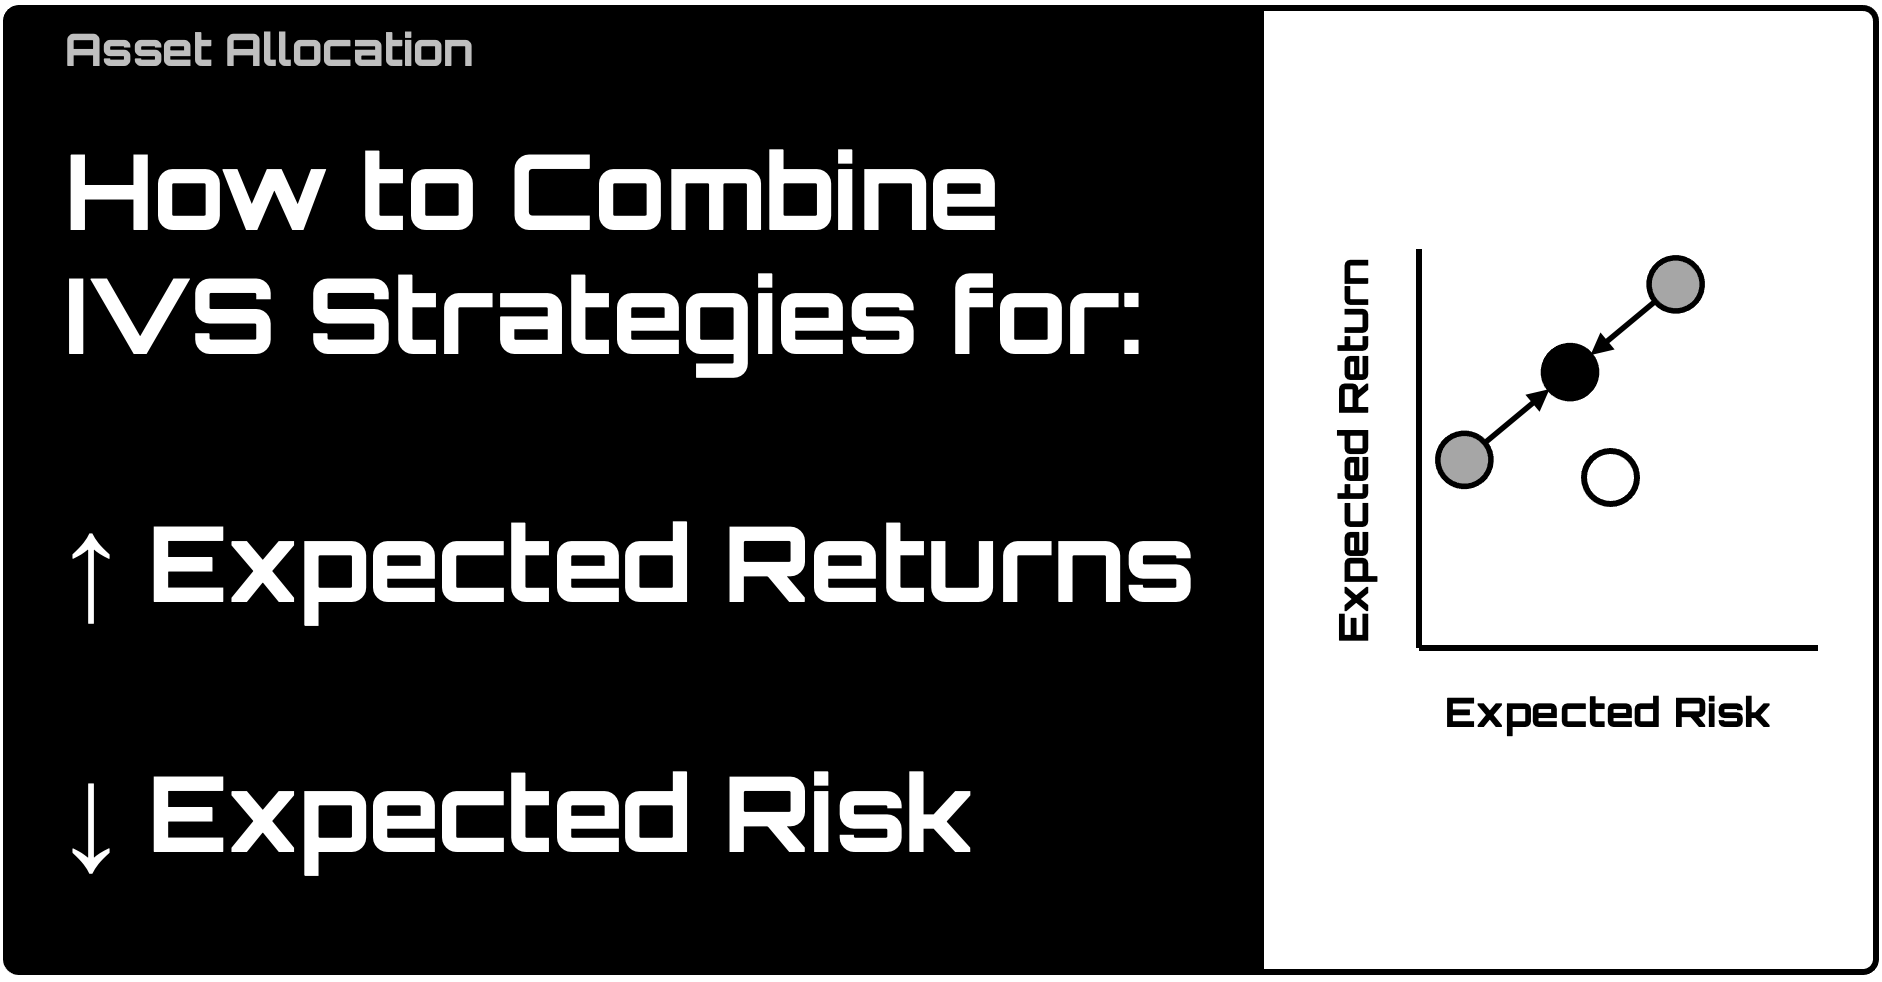 Asset Allocation
How to Combine
IVS Strategies for:
↑ Expected Returns
↓ Expected Risk
Expected Return
Expected Risk